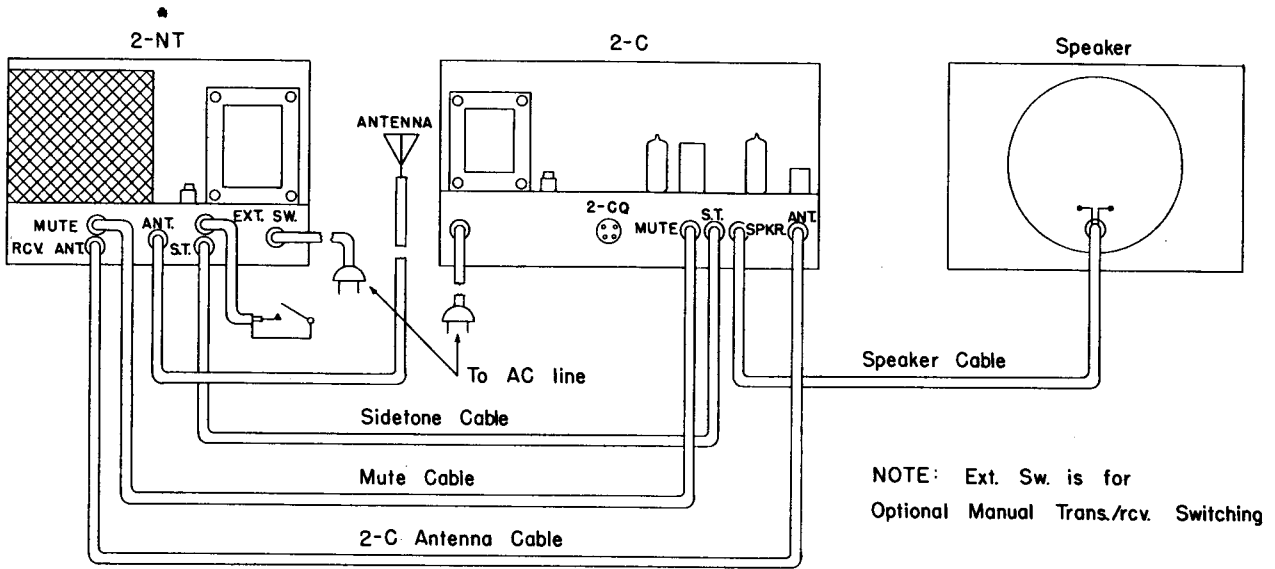 *
2-NT
2-C
Speaker
ANTENNA
MUTE
ANT.
EXT. SW.
RCV. ANT.
S.T.
2-CQ
MUTE
S.T.
SPKR.
ANT.
To AC line
Speaker Cable
Sidetone Cable
Mute Cable
2-C Antenna Cable
NOTE: Ext. Sw. is for
Optional Manual Trans./rcv. Switching